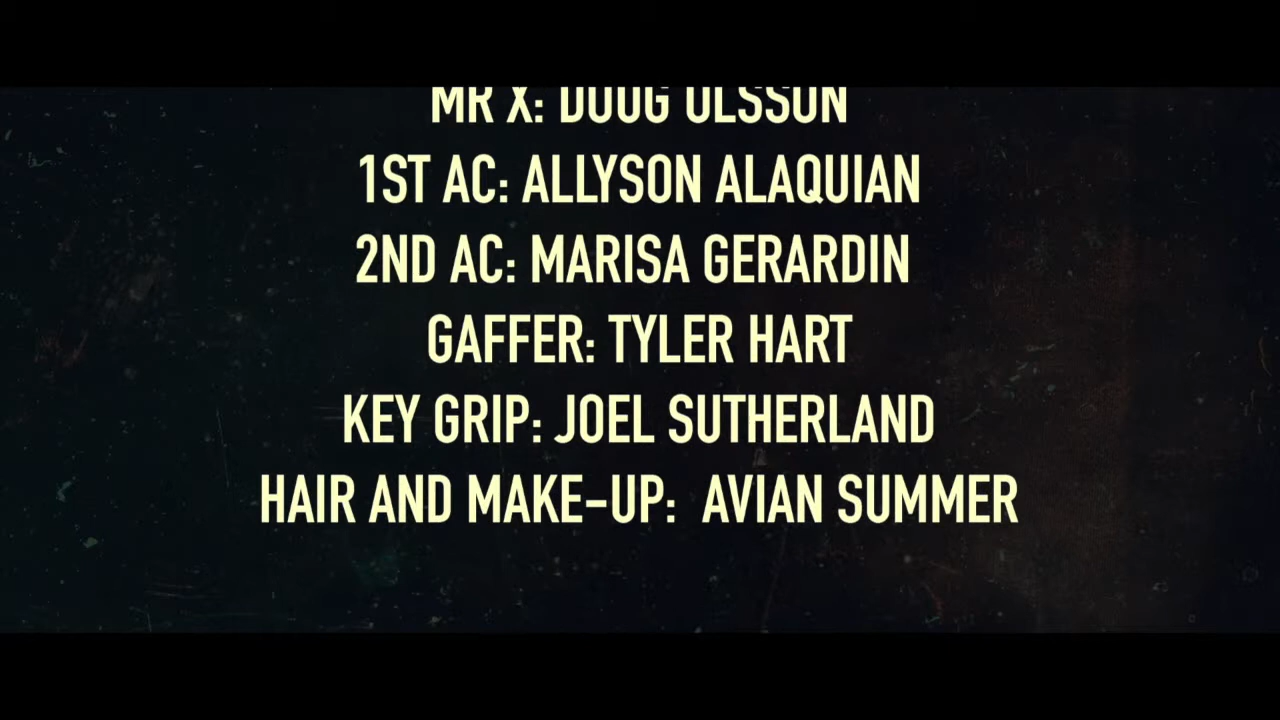 MR X: DOUG OLSSON
1ST AC: ALLYSON ALAQUIAN
2ND AC: MARISA GERARDIN
GAFFER: TYLER HART
KEY GRIP: JOEL SUTHERLAND
HAIR AND MAKE-UP:  AVIAN SUMMER